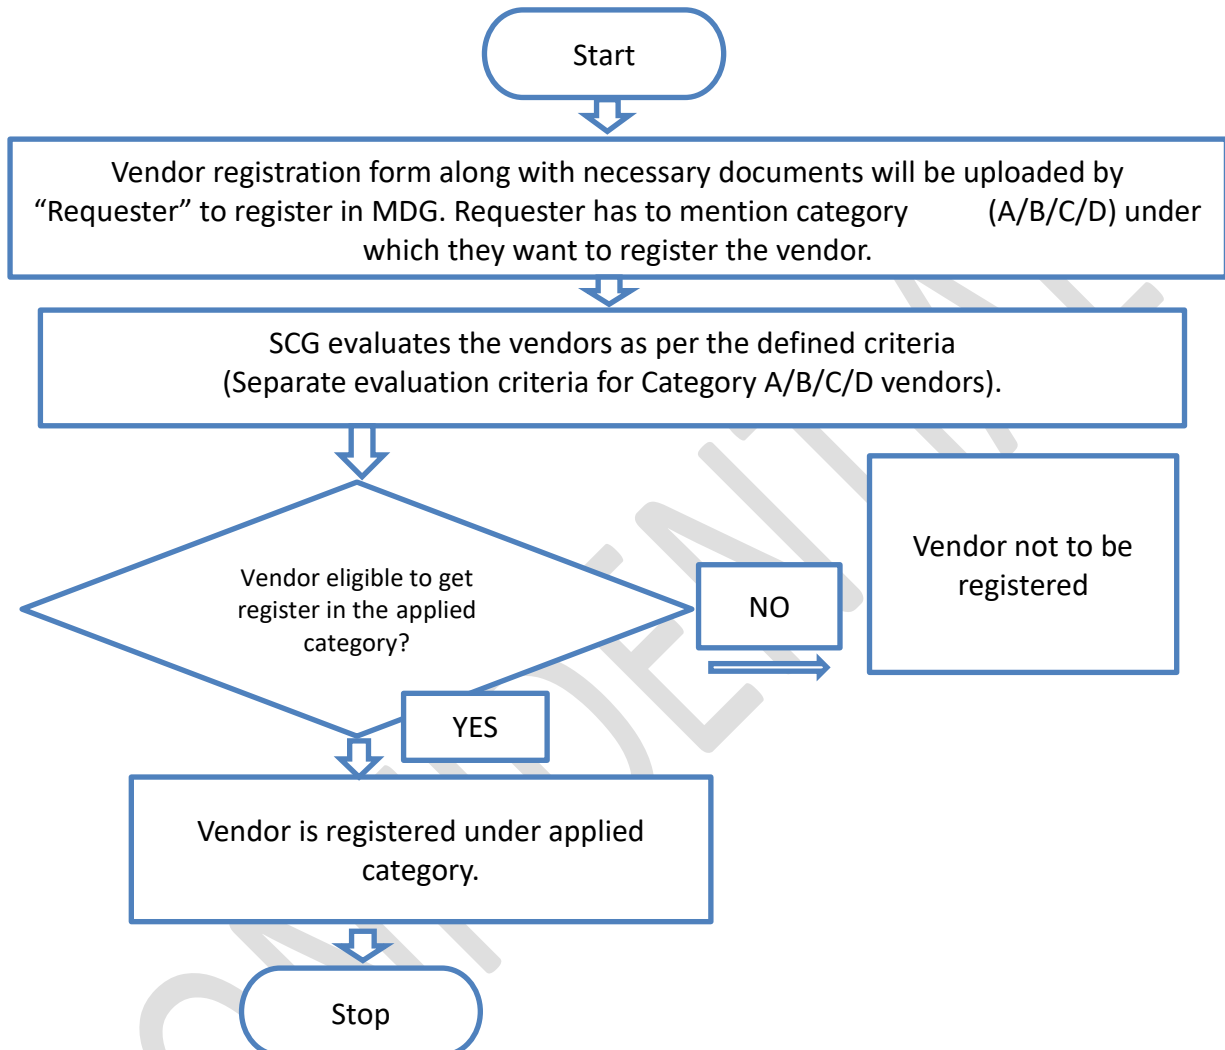 Start
Vendor registration form along with necessary documents will be uploaded by
“Requester” to register in MDG. Requester has to mention category (A/B/C/D) under
which they want to register the vendor.
SCG evaluates the vendors as per the defined criteria
(Separate evaluation criteria for Category A/B/C/D vendors).
Vendor eligible to get
register in the applied
category?
NO
Vendor not to be
registered
YES
Vendor is registered under applied
category.
Stop
CONFIDENTIAL